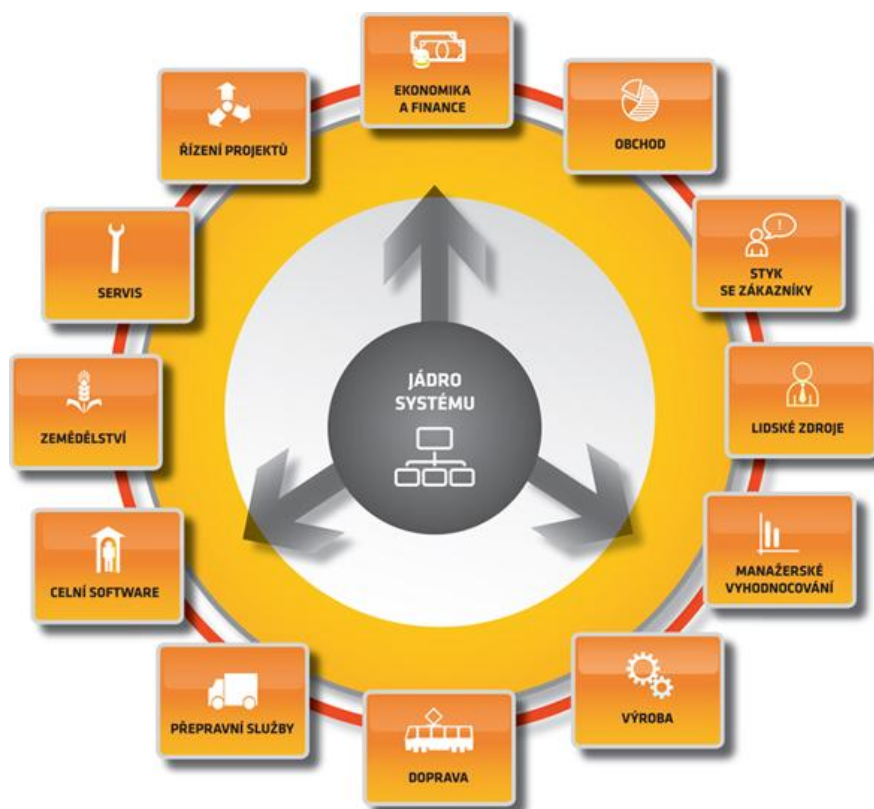 EKONOMIKA
A FINANCE
OBCHOD
STYK
SE ZÁKAZNÍKY
LIDSKÉ ZDROJE
MANAŽERSKÉ
VYHODNOCOVÁNÍ
VÝROBA
DOPRAVA
PŘEPRAVNÍ SLUŽBY
CELNÍ SOFTWARE
ZEMĚDĚLSTVÍ
SERVIS
ŘÍZENÍ PROJEKTŮ
JÁDRO
SYSTÉMU